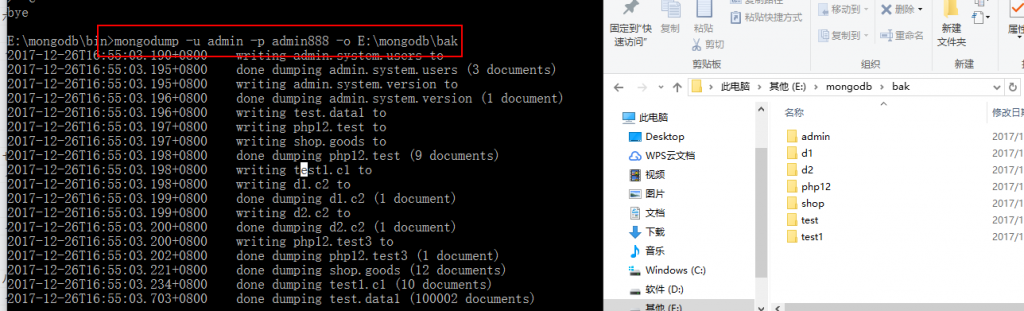 bye
E:\mongodb\bin>mongodump -u admin -p admin888 -o E:\mongodb\bak
2017-12-26T16:55:03.190+0800 writing admin.system.users to
2017-12-26T16:55:03.195+0800 done dumping admin.system.users (3 documents)
2017-12-26T16:55:03.195+0800 writing admin.system.version to
2017-12-26T16:55:03.196+0800 done dumping admin.system.version (1 document)
2017-12-26T16:55:03.196+0800 writing test.data1 to
2017-12-26T16:55:03.197+0800 writing php12.test to
2017-12-26T16:55:03.197+0800 writing shop.goods to
2017-12-26T16:55:03.198+0800 done dumping php12.test (9 documents)
2017-12-26T16:55:03.198+0800 writing test1.c1 to
2017-12-26T16:55:03.198+0800 writing d1.c2 to
2017-12-26T16:55:03.199+0800 done dumping d1.c2 (1 document)
2017-12-26T16:55:03.199+0800 writing d2.c2 to
2017-12-26T16:55:03.200+0800 done dumping d2.c2 (1 document)
2017-12-26T16:55:03.200+0800 writing php12.test3 to
2017-12-26T16:55:03.202+0800 done dumping php12.test3 (1 document)
2017-12-26T16:55:03.221+0800 done dumping shop.goods (12 documents)
2017-12-26T16:55:03.234+0800 done dumping test1.c1 (10 documents)
2017-12-26T16:55:03.703+0800 done dumping test.data1 (100002 documents)
固定到"快速访问"
复制
粘贴
复制路径
粘贴快捷方式
剪切
剪贴板
移动到
删除
复制到
重命名
组织
新建文件夹
新建
属性
此电脑 > 其他 (E:) > mongodb > bak
此电脑
Desktop
WPS云文档
视频
图片
文档
下载
音乐
Windows (C:)
软件 (D:)
其他 (E:)
名称
修改日期
admin 2017/1
d1 2017/1
d2 2017/1
php12 2017/1
shop 2017/1
test 2017/1
test1 2017/1